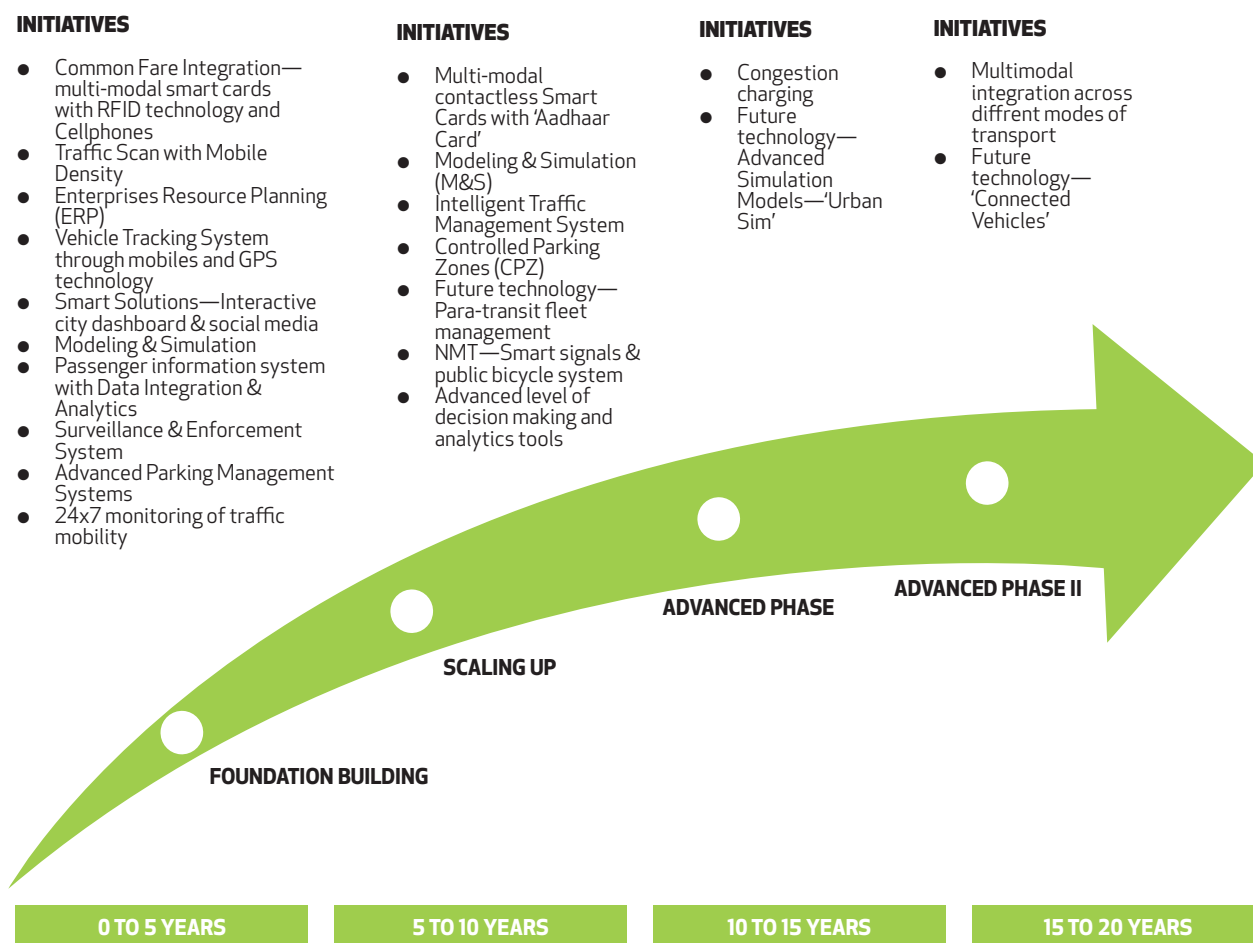 INITIATIVES
● Common Fare Integration—
multi-modal smart cards
with RFID technology and
Cellphones
● Traffic Scan with Mobile
Density
● Enterprises Resource Planning
(ERP)
● Vehicle Tracking System
through mobiles and GPS
technology
● Smart Solutions—Interactive
city dashboard & social media
● Modeling & Simulation
● Passenger information system
with Data Integration &
Analytics
● Surveillance & Enforcement
System
● Advanced Parking Management
Systems
● 24x7 monitoring of traffic
mobility
INITIATIVES
● Multi-modal
contactless Smart
Cards with ‘Aadhaar
Card’
● Modeling & Simulation
(M&S)
● Intelligent Traffic
Management System
● Controlled Parking
Zones (CPZ)
● Future technology—
Para-transit fleet
management
● NMT—Smart signals &
public bicycle system
● Advanced level of
decision making and
analytics tools
INITIATIVES
● Congestion
charging
● Future
technology—
Advanced
Simulation
Models—‘Urban
Sim’
INITIATIVES
● Multimodal
integration across
diffrent modes of
transport
● Future
technology—
‘Connected
Vehicles’
FOUNDATION BUILDING
SCALING UP
ADVANCED PHASE
ADVANCED PHASE II
0 TO 5 YEARS
5 TO 10 YEARS
10 TO 15 YEARS
15 TO 20 YEARS